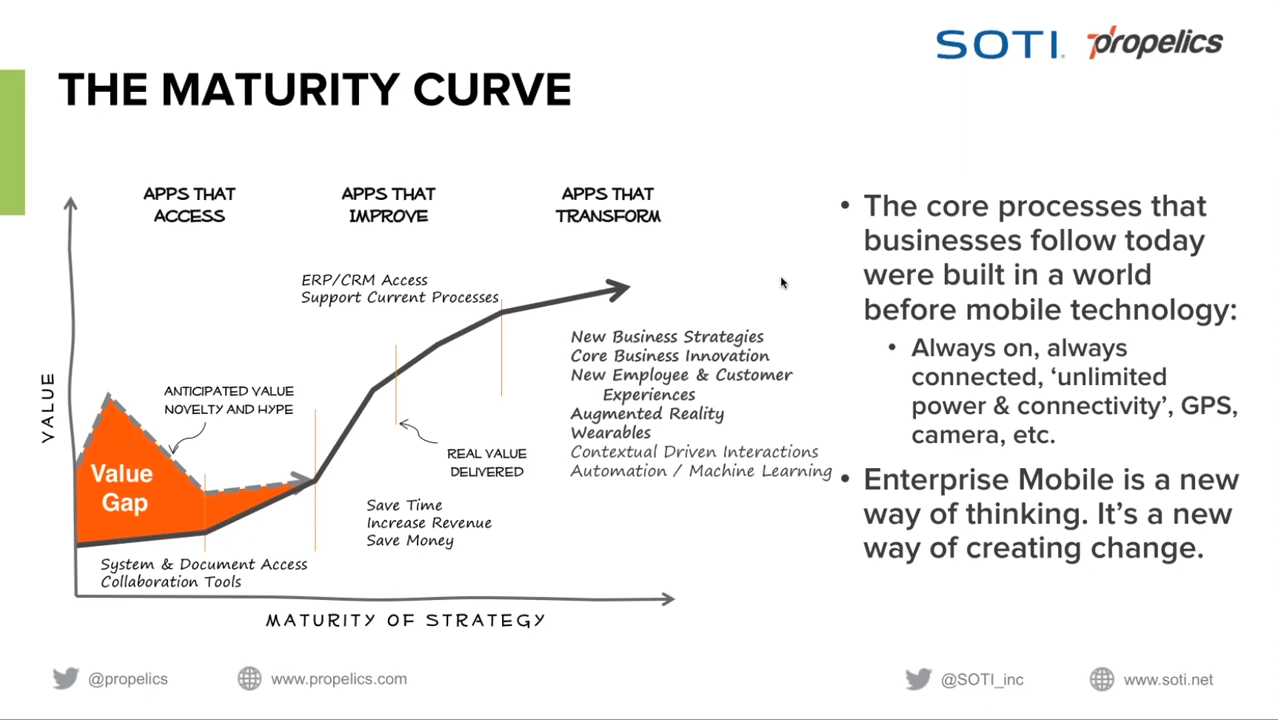 SOTI propelics
THE MATURITY CURVE
APPS THAT
ACCESS
APPS THAT
IMPROVE
APPS THAT
TRANSFORM
ERP/CRM Access
Support Current Processes
New Business Strategies
Core Business Innovation
New Employee & Customer
Experiences
Augmented Reality
Wearables
Contextual Driven Interactions
Automation / Machine Learning
ANTICIPATED VALUE
NOVELTY AND HYPE
VALUE
Value
Gap
REAL VALUE
DELIVERED
Save Time
Increase Revenue
Save Money
System & Document Access
Collaboration Tools
MATURITY OF STRATEGY
• The core processes that
businesses follow today
were built in a world
before mobile technology:
• Always on, always
connected, ‘unlimited
power & connectivity’, GPS,
camera, etc.
• Enterprise Mobile is a new
way of thinking. It’s a new
way of creating change.
@propelics www.propelics.com @SOTI_inc www.soti.net